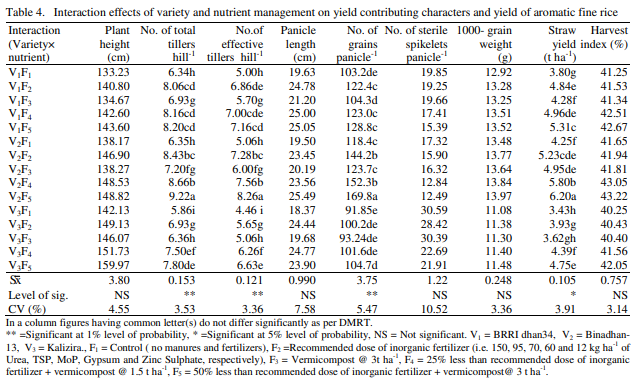 Table 4. Interaction effects of variety and nutrient management on yield contributing characters and yield of aromatic fine rice
Interaction (Variety× nutrient) Plant height (cm) No. of total tillers hill⁻¹ No.of effective tillers hill⁻¹ Panicle length (cm) No. of grains panicle⁻¹ No. of sterile spikelets panicle⁻¹ 1000- grain weight (g) Straw yield (t ha⁻¹) Harvest index (%)
V₁F₁ 133.23 6.34h 5.00h 19.63 103.2de 19.85 12.92 3.80g 41.25
V₁F₂ 140.80 8.06cd 6.86de 24.78 122.4c 19.25 13.28 4.84e 41.53
V₁F₃ 134.67 6.93g 5.70g 21.20 104.3d 19.66 13.25 4.28f 41.34
V₁F₄ 142.60 8.16cd 7.00cde 25.00 123.0c 17.41 13.51 4.96de 42.51
V₁F₅ 143.60 8.20cd 7.16cd 25.05 128.8c 15.39 13.52 5.31c 42.67
V₂F₁ 138.17 6.35h 5.06h 19.50 118.4c 17.32 13.48 4.25f 41.65
V₂F₂ 146.90 8.43bc 7.28bc 23.45 144.2b 15.90 13.77 5.23cde 41.94
V₂F₃ 138.27 7.20fg 6.00fg 20.19 123.7c 16.32 13.64 4.95de 41.81
V₂F₄ 148.53 8.66b 7.56b 23.54 152.3b 12.84 13.84 5.80b 43.05
V₂F₅ 148.82 9.22a 8.26a 25.49 169.8a 12.49 13.97 6.20a 43.22
V₃F₁ 142.13 5.86i 4.46 i 18.37 91.85e 30.59 11.08 3.43h 40.25
V₃F₂ 149.13 6.93g 5.65g 24.44 100.2de 28.42 11.38 3.93g 40.43
V₃F₃ 146.07 6.36h 5.06h 19.68 93.24de 30.39 11.30 3.62gh 40.40
V₃F₄ 151.73 7.50ef 6.26f 24.77 101.6de 22.69 11.40 4.39f 41.56
V₃F₅ 159.97 7.80de 6.63e 23.90 104.7d 21.91 11.48 4.75e 42.05
Sx̄ 3.80 0.153 0.121 0.990 3.75 1.22 0.248 0.105 0.757
Level of sig. NS ** ** NS ** NS NS * NS
CV (%) 4.55 3.53 3.36 7.58 5.47 10.52 3.36 3.91 3.14
In a column figures having common letter(s) do not differ significantly as per DMRT.
** =Significant at 1% level of probability, * =Significant at 5% level of probability, NS = Not significant. V₁ = BRRI dhan34, V₂ = Binadhan-
13, V₃ = Kalizira., F₁ = Control ( no manures and fertilizers), F₂ =Recommended dose of inorganic fertilizer (i.e. 150, 95, 70, 60 and 12 kg ha⁻¹ of
Urea, TSP, MoP, Gypsum and Zinc Sulphate, respectively), F₃ = Vermicompost @ 3t ha⁻¹, F₄ = 25% less than recommended dose of inorganic
fertilizer + vermicompost @ 1.5 t ha⁻¹, F₅ = 50% less than recommended dose of inorganic fertilizer + vermicompost@ 3 t ha⁻¹.